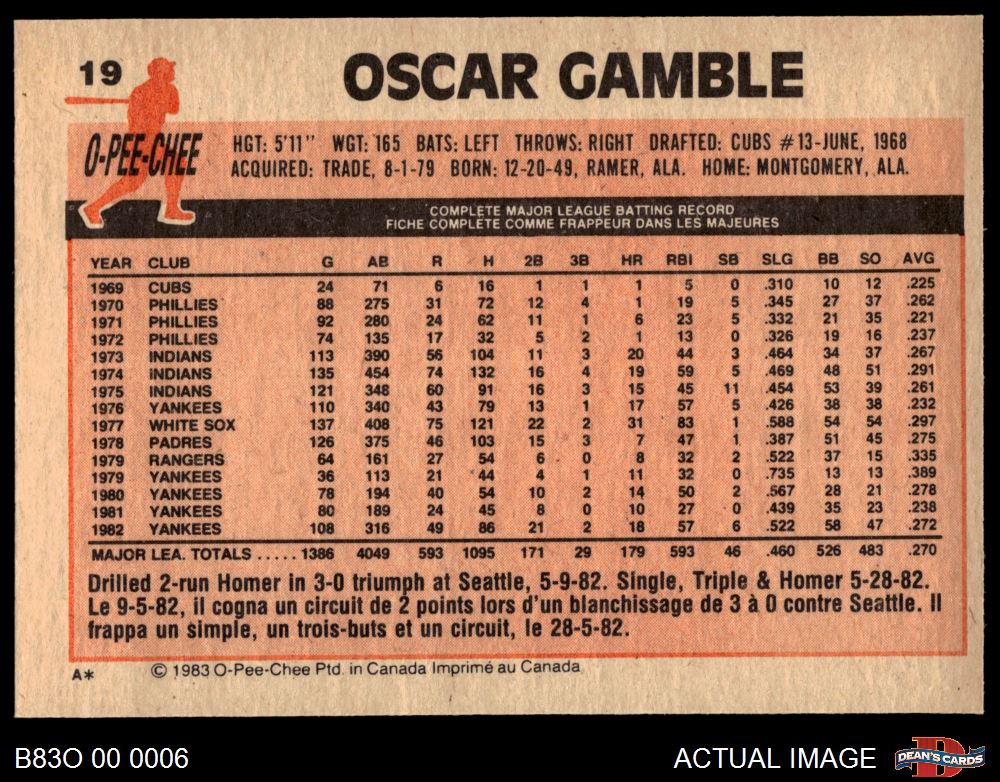 19
OSCAR GAMBLE
O-PEE-CHEE
HGT: 5'11" WGT: 165 BATS: LEFT THROWS: RIGHT DRAFTED: CUBS #13-JUNE, 1968
ACQUIRED: TRADE, 8-1-79 BORN: 12-20-49, RAMER, ALA. HOME: MONTGOMERY, ALA.
COMPLETE MAJOR LEAGUE BATTING RECORD
FICHE COMPLÈTE COMME FRAPPEUR DANS LES MAJEURES
YEAR CLUB G AB R H 2B 3B HR RBI SB SLG BB SO AVG
1969 CUBS 24 71 6 16 1 1 1 5 0 .310 10 12 .225
1970 PHILLIES 88 275 31 72 12 4 1 19 5 .345 27 37 .262
1971 PHILLIES 92 280 24 62 11 1 6 23 5 .332 21 35 .221
1972 PHILLIES 74 135 17 32 5 2 1 13 0 .326 19 16 .237
1973 INDIANS 113 390 56 104 11 3 20 44 3 .464 34 37 .267
1974 INDIANS 135 454 74 132 16 4 19 59 5 .469 48 51 .291
1975 INDIANS 121 348 60 91 16 3 15 45 11 .454 53 39 .261
1976 YANKEES 110 340 43 79 13 1 17 57 5 .426 38 38 .232
1977 WHITE SOX 137 408 75 121 22 2 31 83 1 .588 54 54 .297
1978 PADRES 126 375 46 103 15 3 7 47 1 .387 51 45 .275
1979 RANGERS 64 161 27 54 6 0 8 32 2 .522 37 15 .335
1979 YANKEES 36 113 21 44 4 1 11 32 0 .735 13 13 .389
1980 YANKEES 78 194 40 54 10 2 14 50 2 .567 28 21 .278
1981 YANKEES 80 189 24 45 8 0 10 27 0 .439 35 23 .238
1982 YANKEES 108 316 49 86 21 2 18 57 6 .522 58 47 .272
MAJOR LEA. TOTALS ..... 1386 4049 593 1095 171 29 179 593 46 .460 526 483 .270
Drilled 2-run Homer in 3-0 triumph at Seattle, 5-9-82. Single, Triple & Homer 5-28-82.
Le 9-5-82, il cogna un circuit de 2 points lors d'un blanchissage de 3 à 0 contre Seattle. Il
frappa un simple, un trois-buts et un circuit, le 28-5-82.
A* © 1983 O-Pee-Chee Ptd. in Canada Imprimé au Canada
B83O 00 0006
ACTUAL IMAGE
D
DEAN'S CARDS